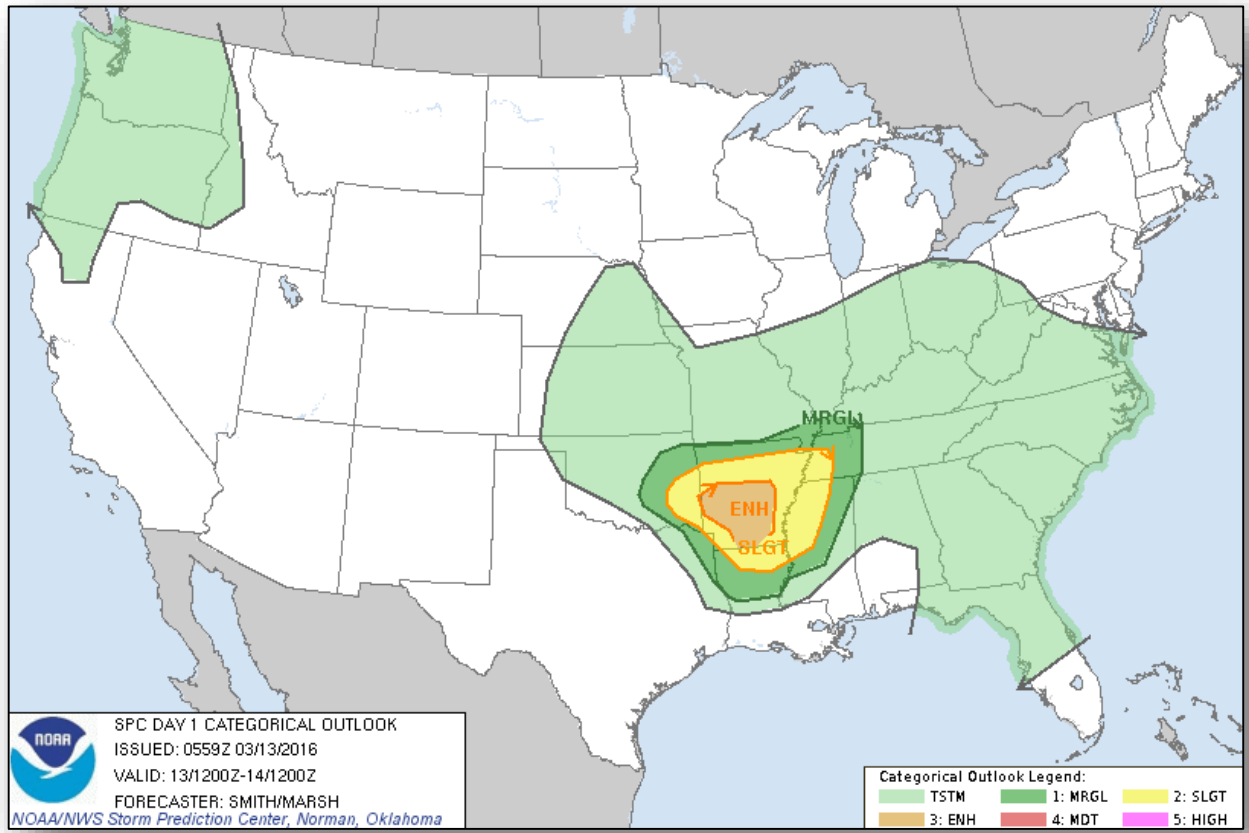 MRGL
ENH
SLGT
NOAA
SPC DAY 1 CATEGORICAL OUTLOOK
ISSUED: 0559Z 03/13/2016
VALID: 13/1200Z-14/1200Z
FORECASTER: SMITH/MARSH
NOAA/NWS Storm Prediction Center, Norman, Oklahoma
Categorical Outlook Legend:
TSTM 1: MRGL 2: SLGT
3: ENH 4: MDT 5: HIGH